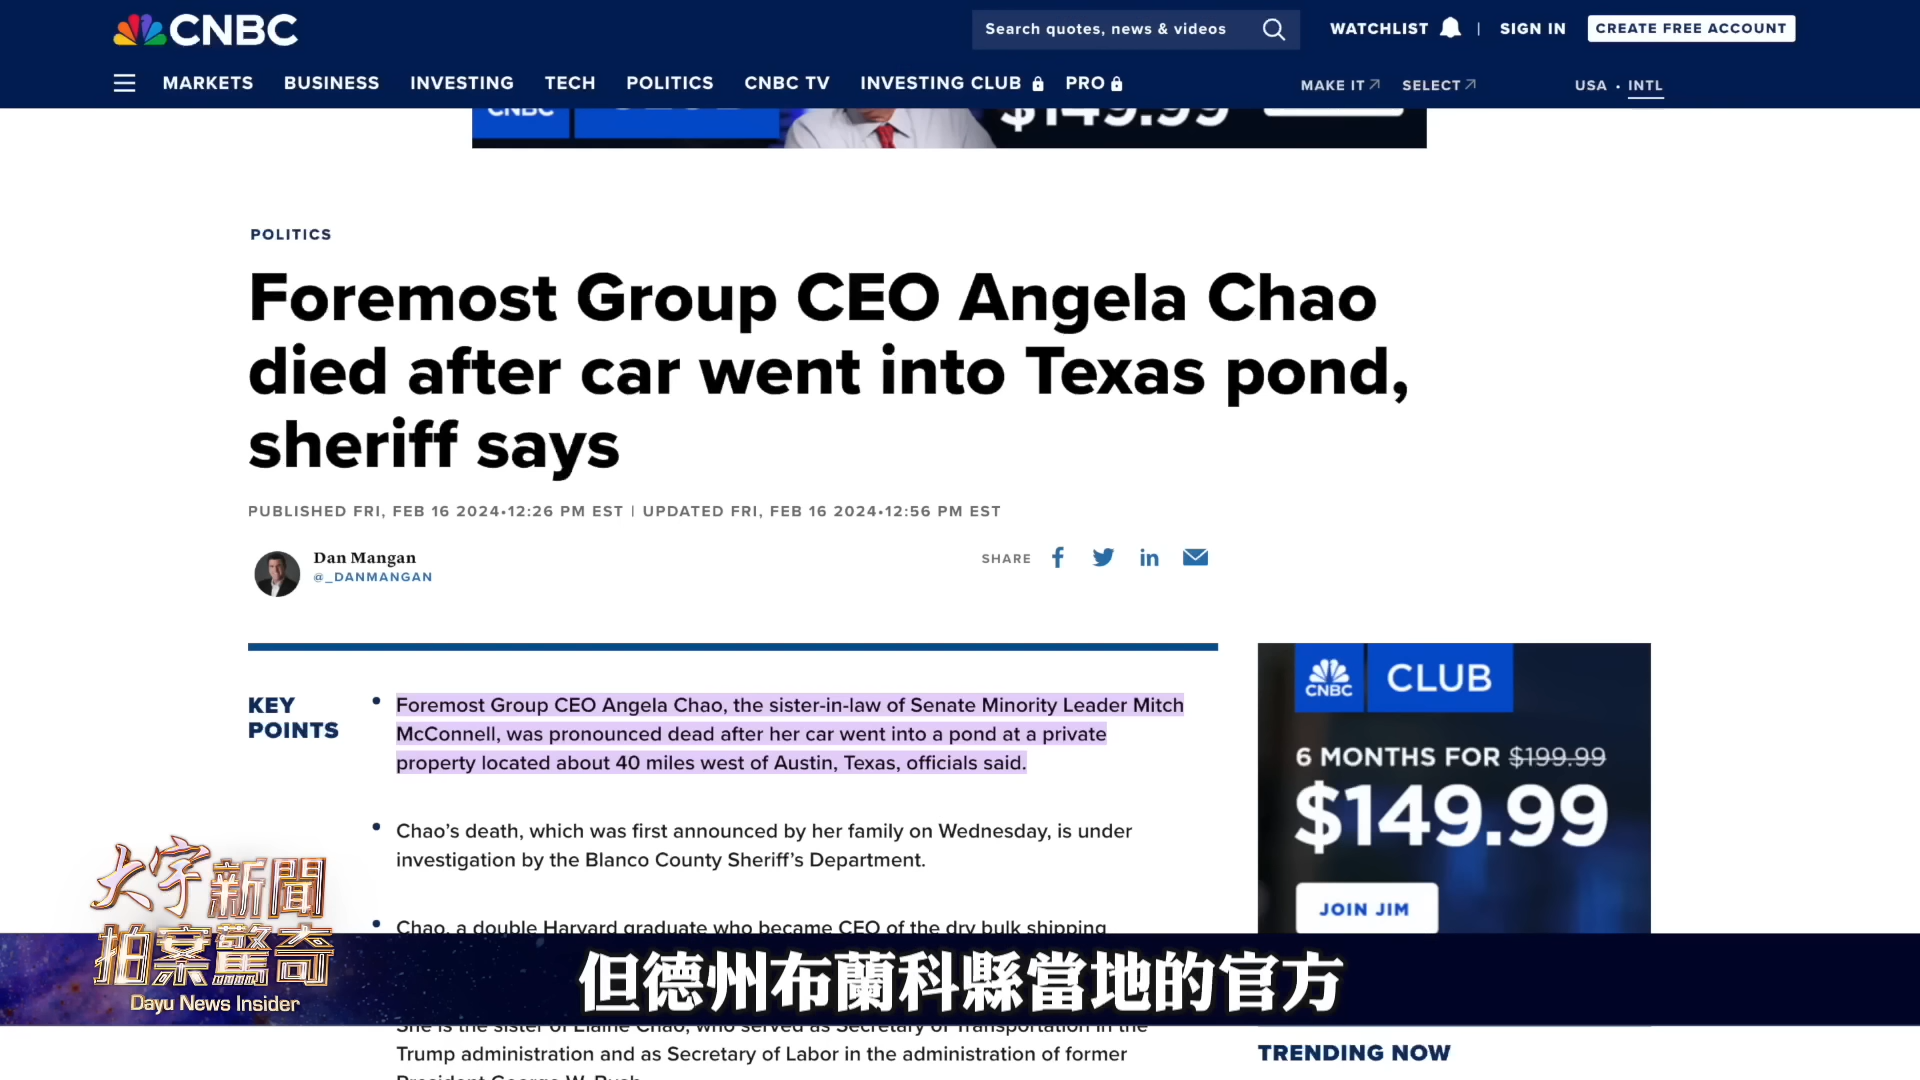 CNBC
Search quotes, news & videos
WATCHLIST
|
SIGN IN
CREATE FREE ACCOUNT
MARKETS
BUSINESS
INVESTING
TECH
POLITICS
CNBC TV
INVESTING CLUB
PRO
MAKE IT
SELECT
USA • INTL
CNBC
$149.99
POLITICS
Foremost Group CEO Angela Chao
died after car went into Texas pond,
sheriff says
PUBLISHED FRI, FEB 16 2024•12:26 PM EST | UPDATED FRI, FEB 16 2024•12:56 PM EST
Dan Mangan
@_DANMANGAN
SHARE
KEY
POINTS
• Foremost Group CEO Angela Chao, the sister-in-law of Senate Minority Leader Mitch
McConnell, was pronounced dead after her car went into a pond at a private
property located about 40 miles west of Austin, Texas, officials said.
• Chao’s death, which was first announced by her family on Wednesday, is under
investigation by the Blanco County Sheriff’s Department.
• Chao, a double Harvard graduate who became CEO of the dry bulk shipping
She is the sister of Elaine Chao, who served as Secretary of Transportation in the
Trump administration and as Secretary of Labor in the administration of former
President George W. Bush.
CNBC
CLUB
6 MONTHS FOR $199.99
$149.99
JOIN JIM
TRENDING NOW
大宇新聞
拍案驚奇
Dayu News Insider
但德州布蘭科縣當地的官方